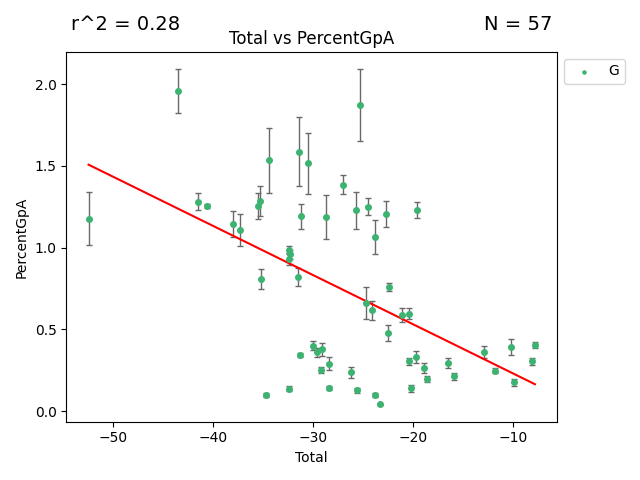 r^2 = 0.28
N = 57
Total vs PercentGpA
G
2.0
1.5
1.0
0.5
0.0
PercentGpA
−50
−40
−30
−20
−10
Total